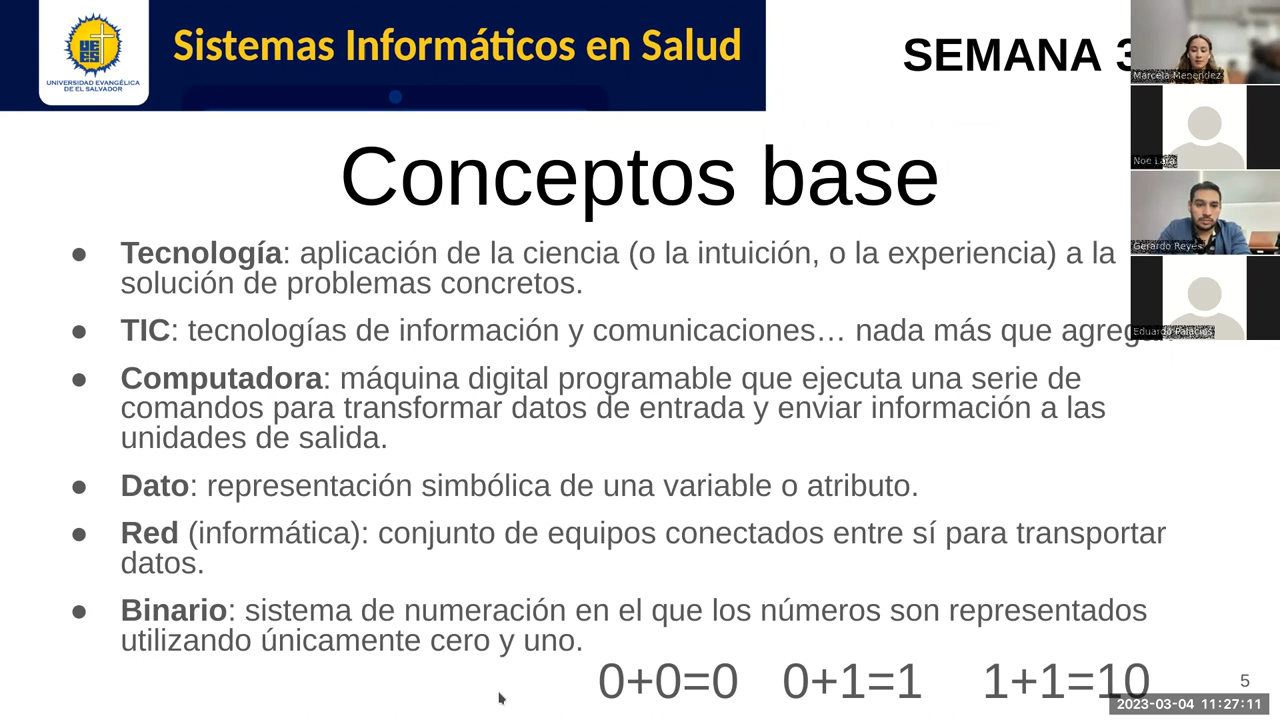 UNIVERSIDAD EVANGÉLICA
DE EL SALVADOR
Sistemas Informáticos en Salud
SEMANA 3
Conceptos base
● Tecnología: aplicación de la ciencia (o la intuición, o la experiencia) a la
solución de problemas concretos.
● TIC: tecnologías de información y comunicaciones… nada más que
● Computadora: máquina digital programable que ejecuta una serie de
comandos para transformar datos de entrada y enviar información a las
unidades de salida.
● Dato: representación simbólica de una variable o atributo.
● Red (informática): conjunto de equipos conectados entre sí para transportar
datos.
● Binario: sistema de numeración en el que los números son representados
utilizando únicamente cero y uno.
0+0=0 0+1=1 1+1=10
5
Marcela Menendez
Noe Lara
Gerardo Reyes
Eduardo Palacios
2023-03-04 11:27:11